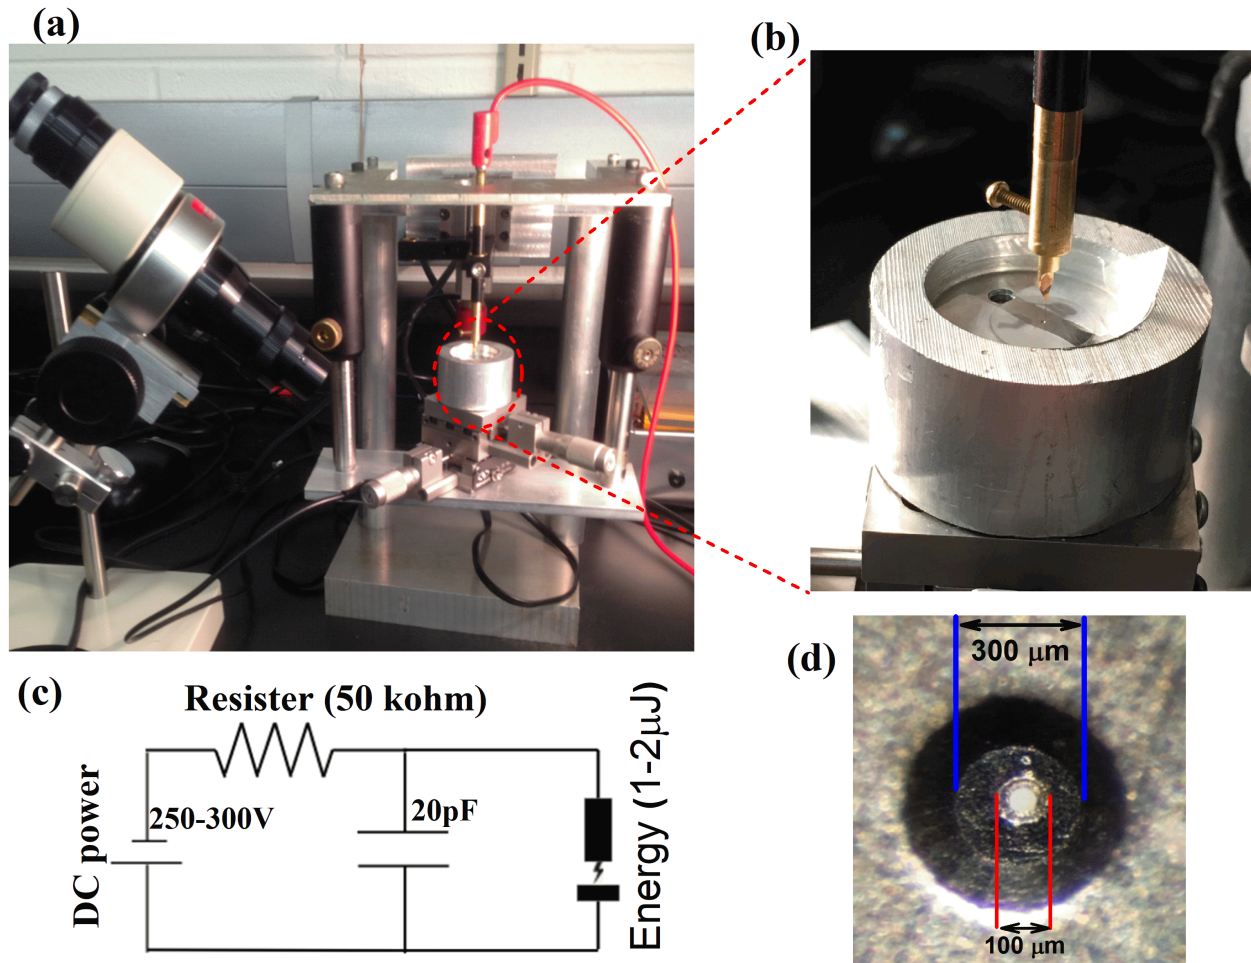 (a)
(b)
(c)
Resister (50 kohm)
DC power
250-300V
20pF
Energy (1-2μJ)
(d)
300 μm
100 μm